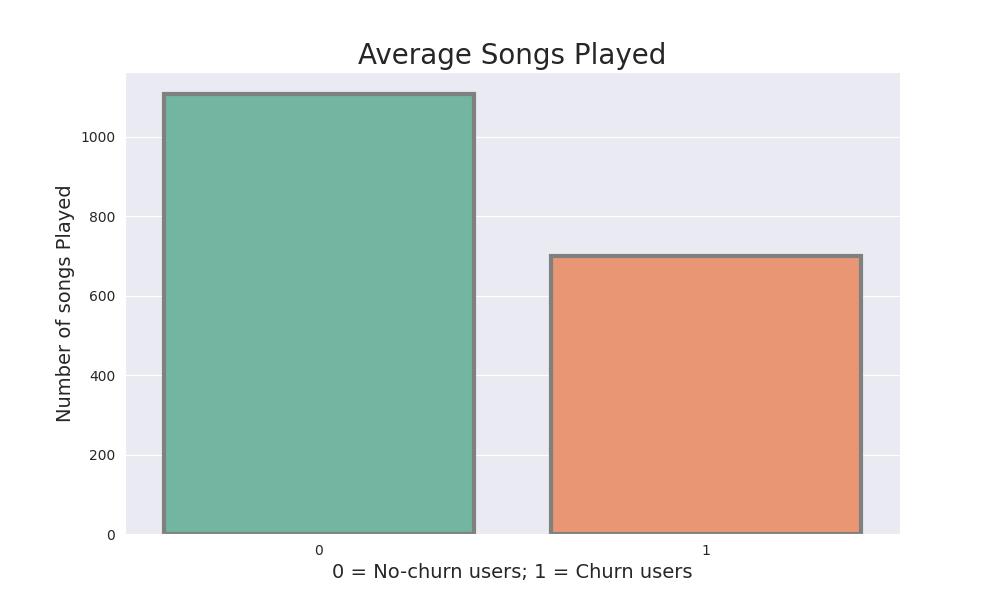 Average Songs Played
Number of songs Played
1000
800
600
400
200
0
0
1
0 = No-churn users; 1 = Churn users